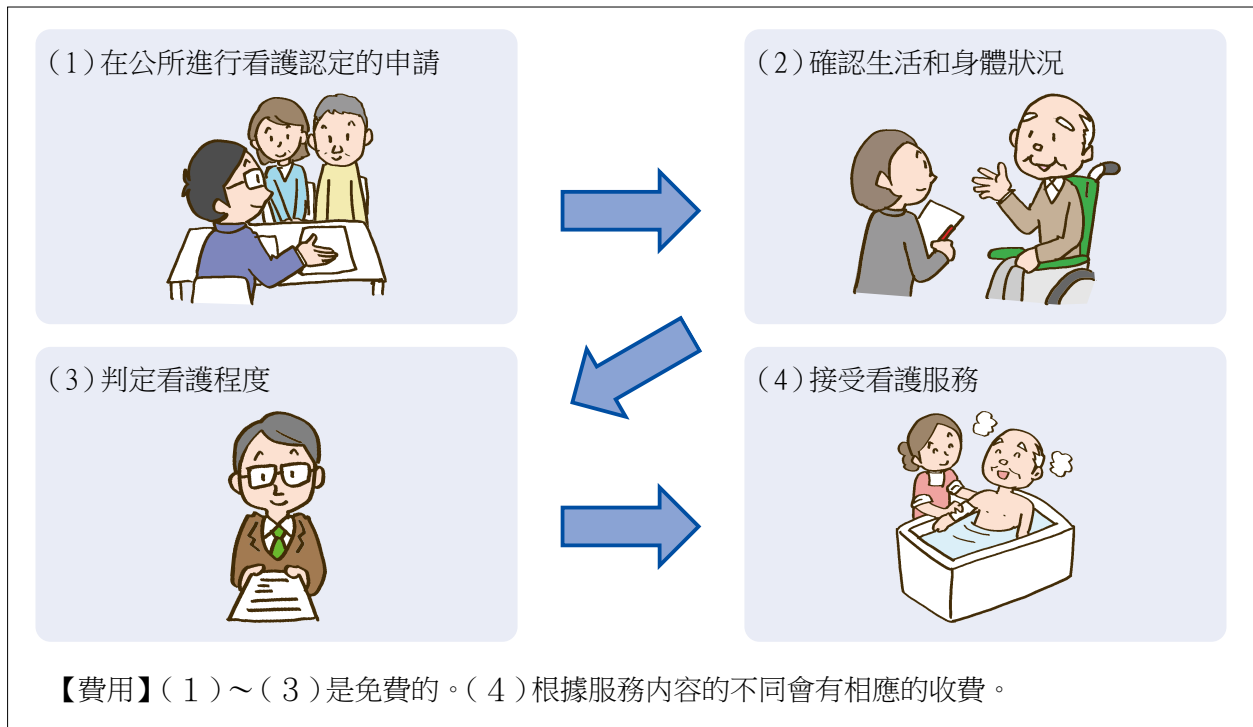 （1）在公所進行看護認定的申請
（2）確認生活和身體狀況
（3）判定看護程度
（4）接受看護服務
【費用】（１）～（３）是免費的。（４）根據服務內容的不同會有相應的收費。